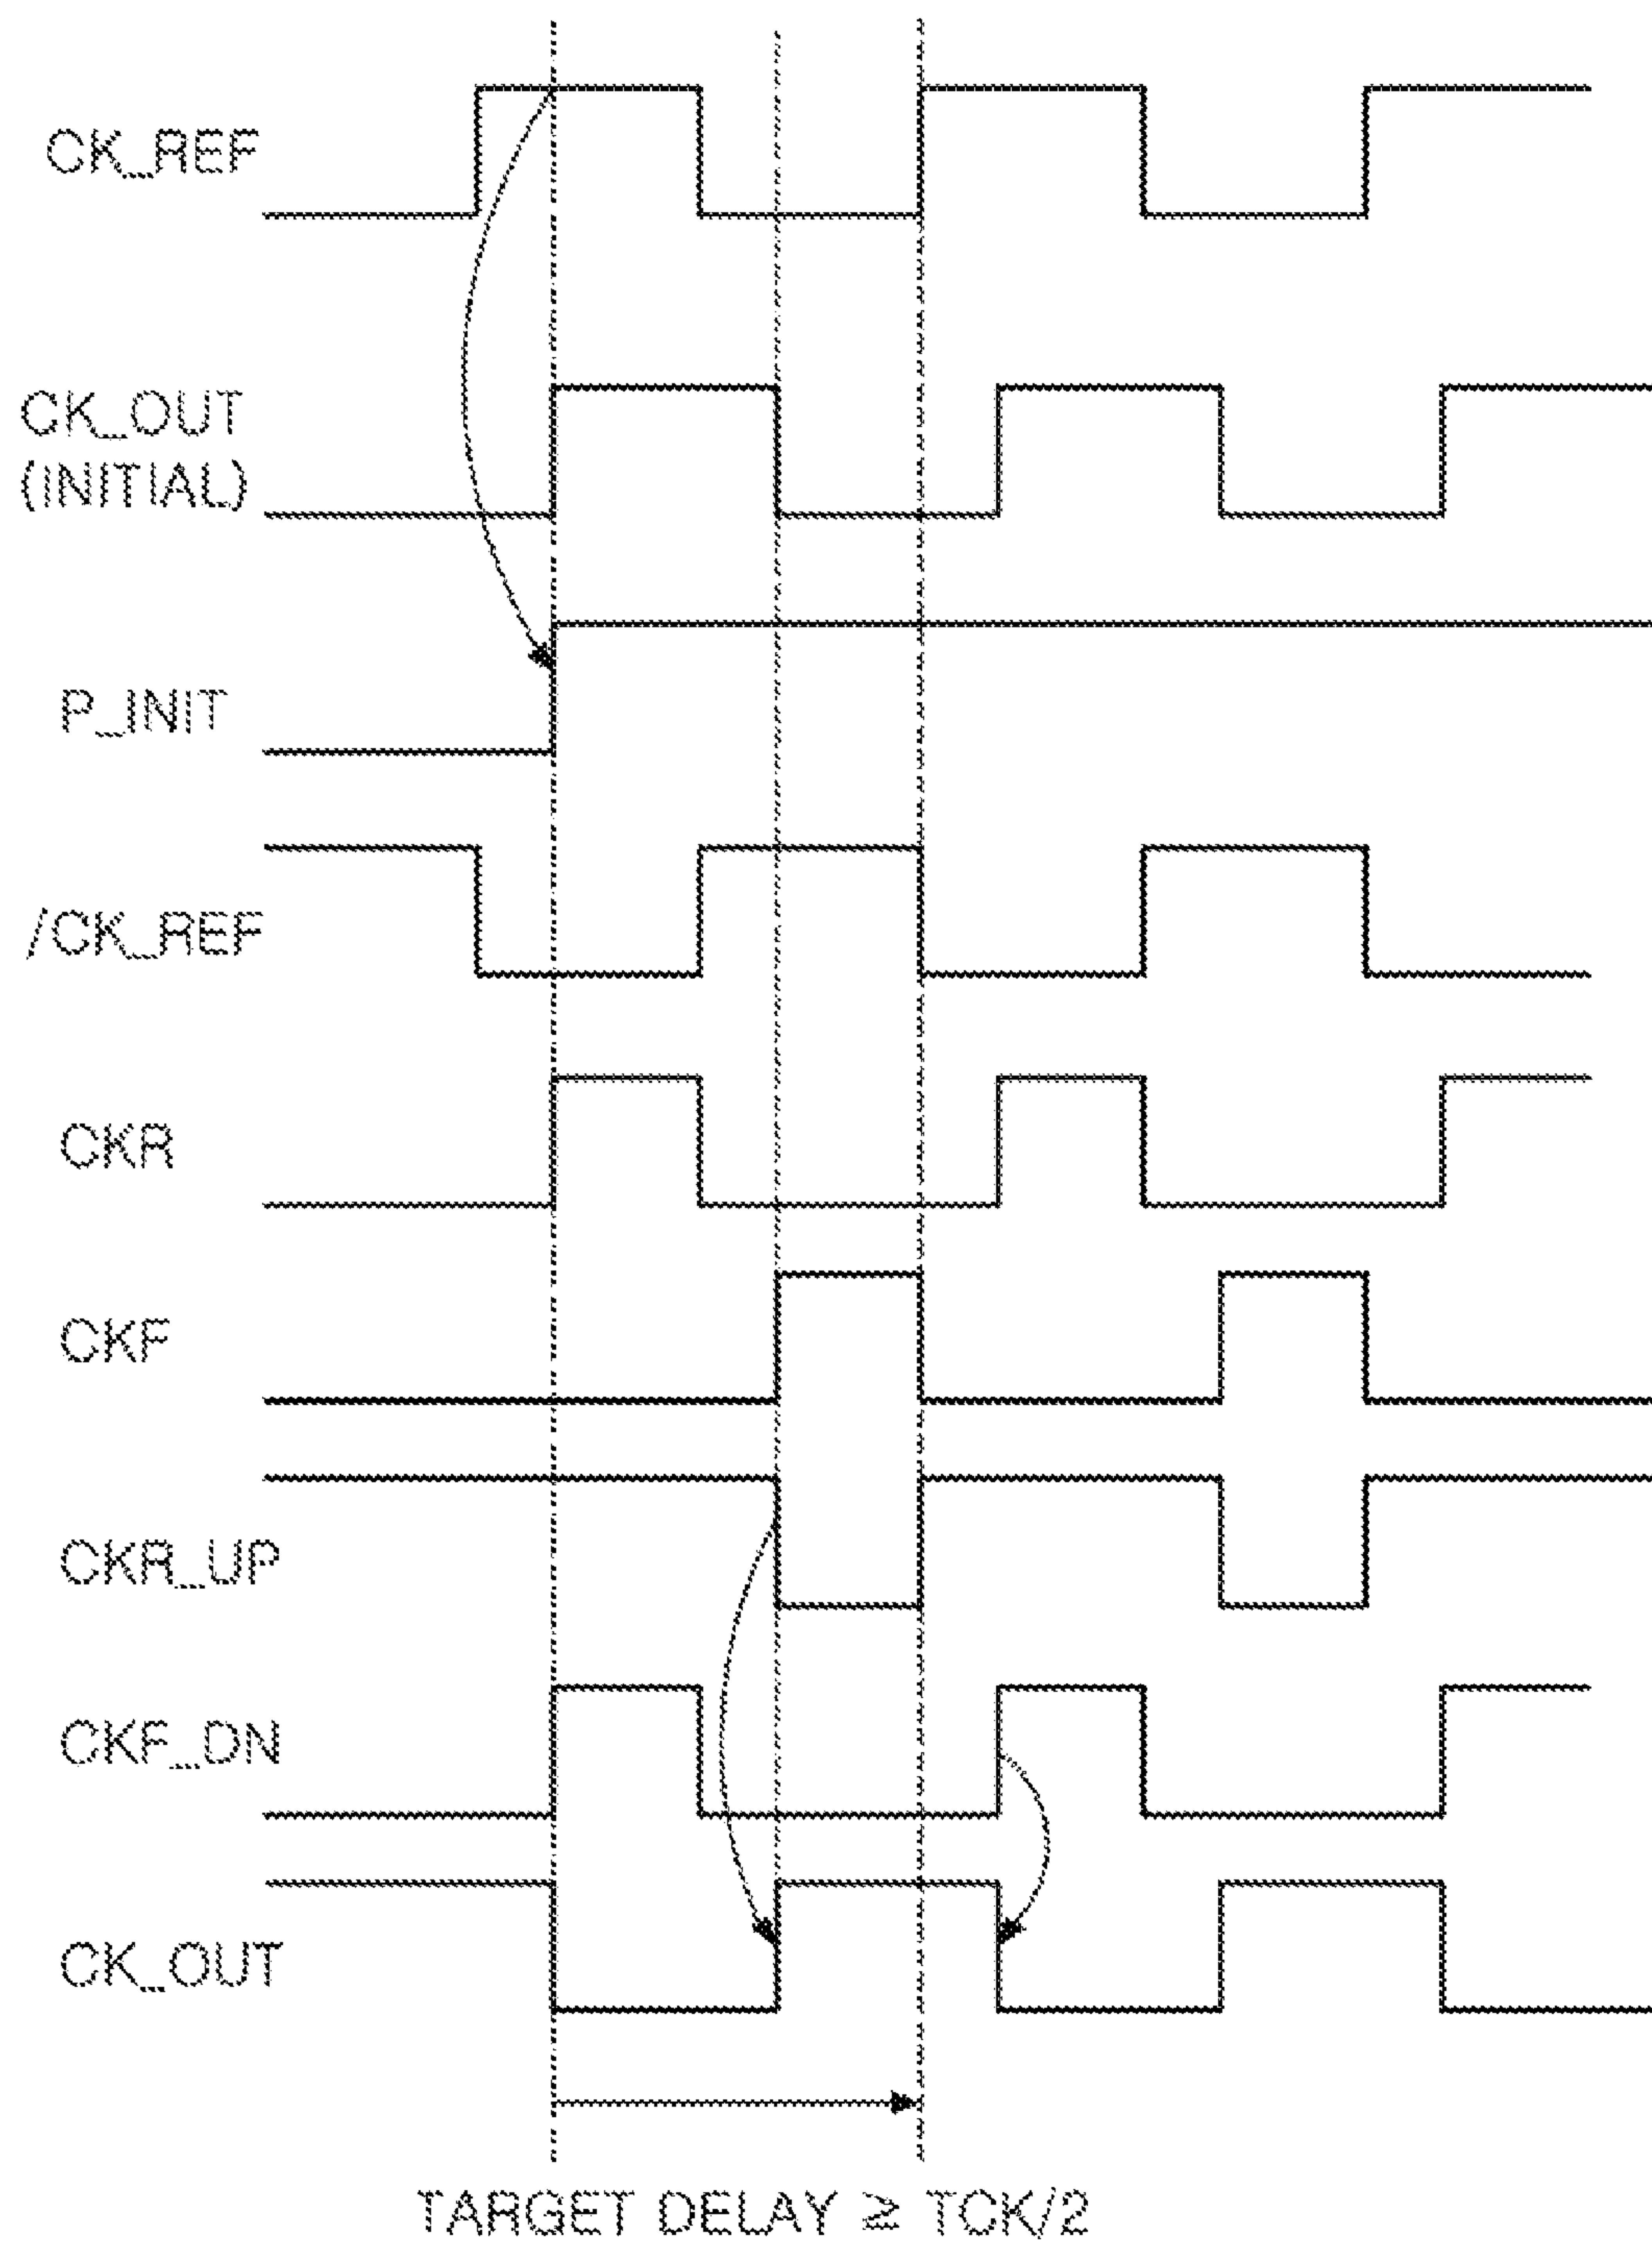 CK_REF
CK_OUT
(INITIAL)
P_INIT
/CK_REF
CKR
CKF
CKR_UP
CKF_DN
CK_OUT
TARGET DELAY ≥ TCK/2